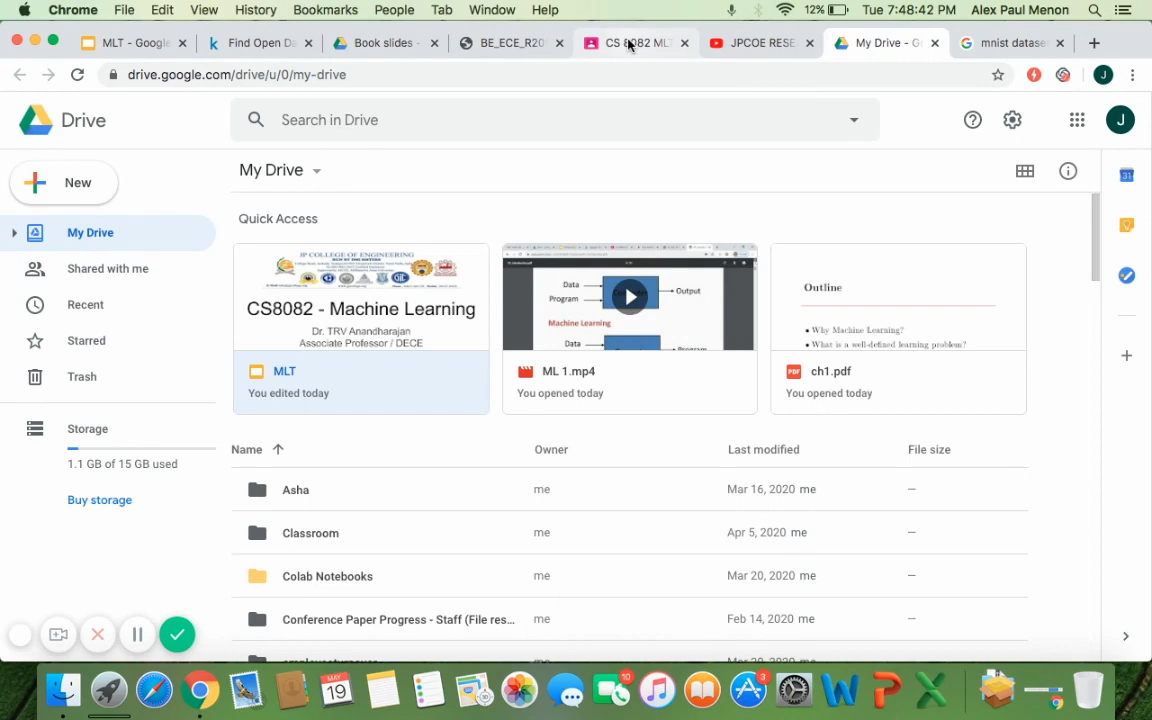 Chrome File Edit View History Bookmarks People Tab Window Help 12% Tue 7:48:42 PM Alex Paul Menon
MLT - Google Find Open Da Book slides - BE_ECE_R20 CS 8082 MLT JPCOE RESE My Drive - Go mnist datase
drive.google.com/drive/u/0/my-drive J
Drive Search in Drive J
New
My Drive
Shared with me
Recent
Starred
Trash
Storage
1.1 GB of 15 GB used
Buy storage
My Drive
Quick Access
JP COLLEGE OF ENGINEERING
CS8082 - Machine Learning
Dr. TRV Anandharajan
Associate Professor / DECE
MLT
You edited today
Data
Program
Output
Machine Learning
Data
ML 1.mp4
You opened today
Outline
• Why Machine Learning?
• What is a well-defined learning problem?
PDF ch1.pdf
You opened today
Name Owner Last modified File size
Asha me Mar 16, 2020 me —
Classroom me Apr 5, 2020 me —
Colab Notebooks me Mar 20, 2020 me —
Conference Paper Progress - Staff (File res... me Feb 14, 2020 me —
31
MAY
19
10
3